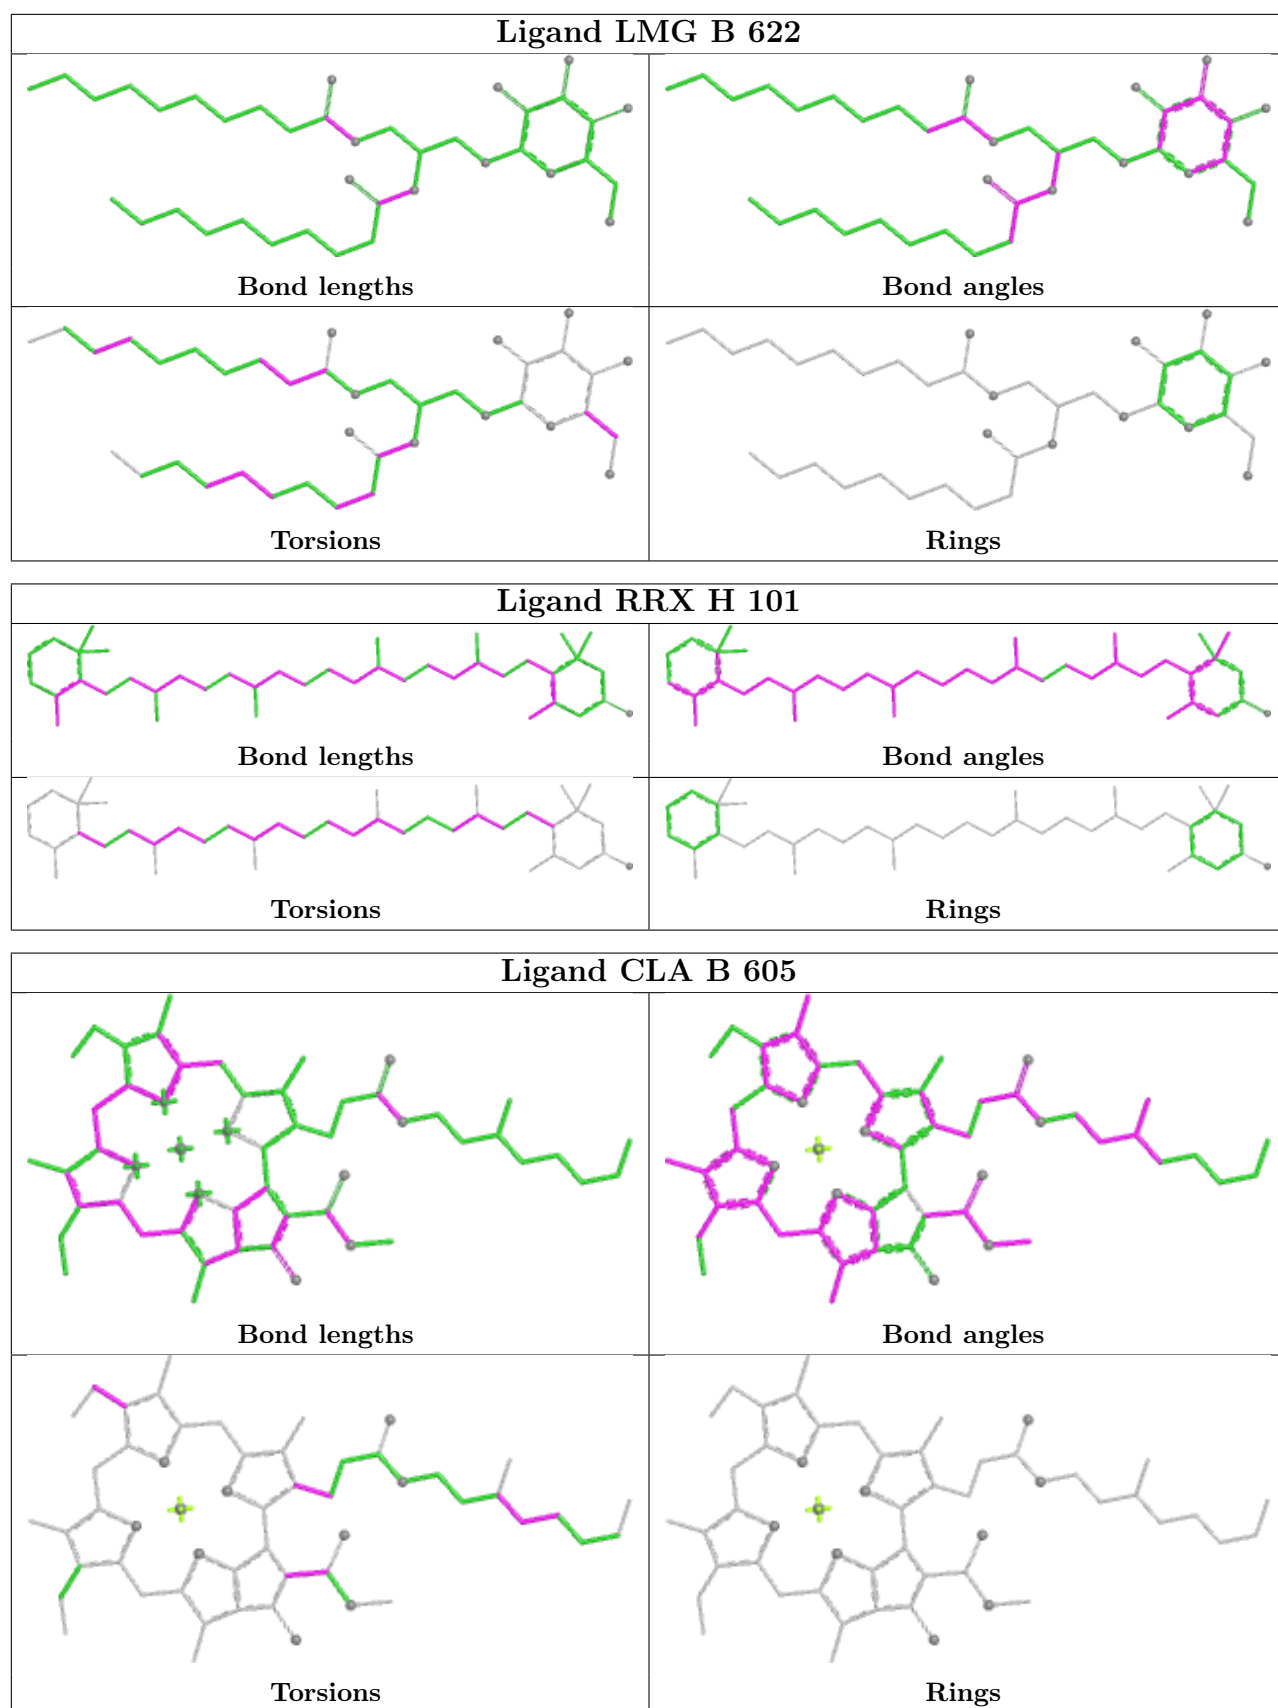 Ligand LMG B 622
Bond lengths
Bond angles
Torsions
Rings
Ligand RRX H 101
Bond lengths
Bond angles
Torsions
Rings
Ligand CLA B 605
Bond lengths
Bond angles
Torsions
Rings